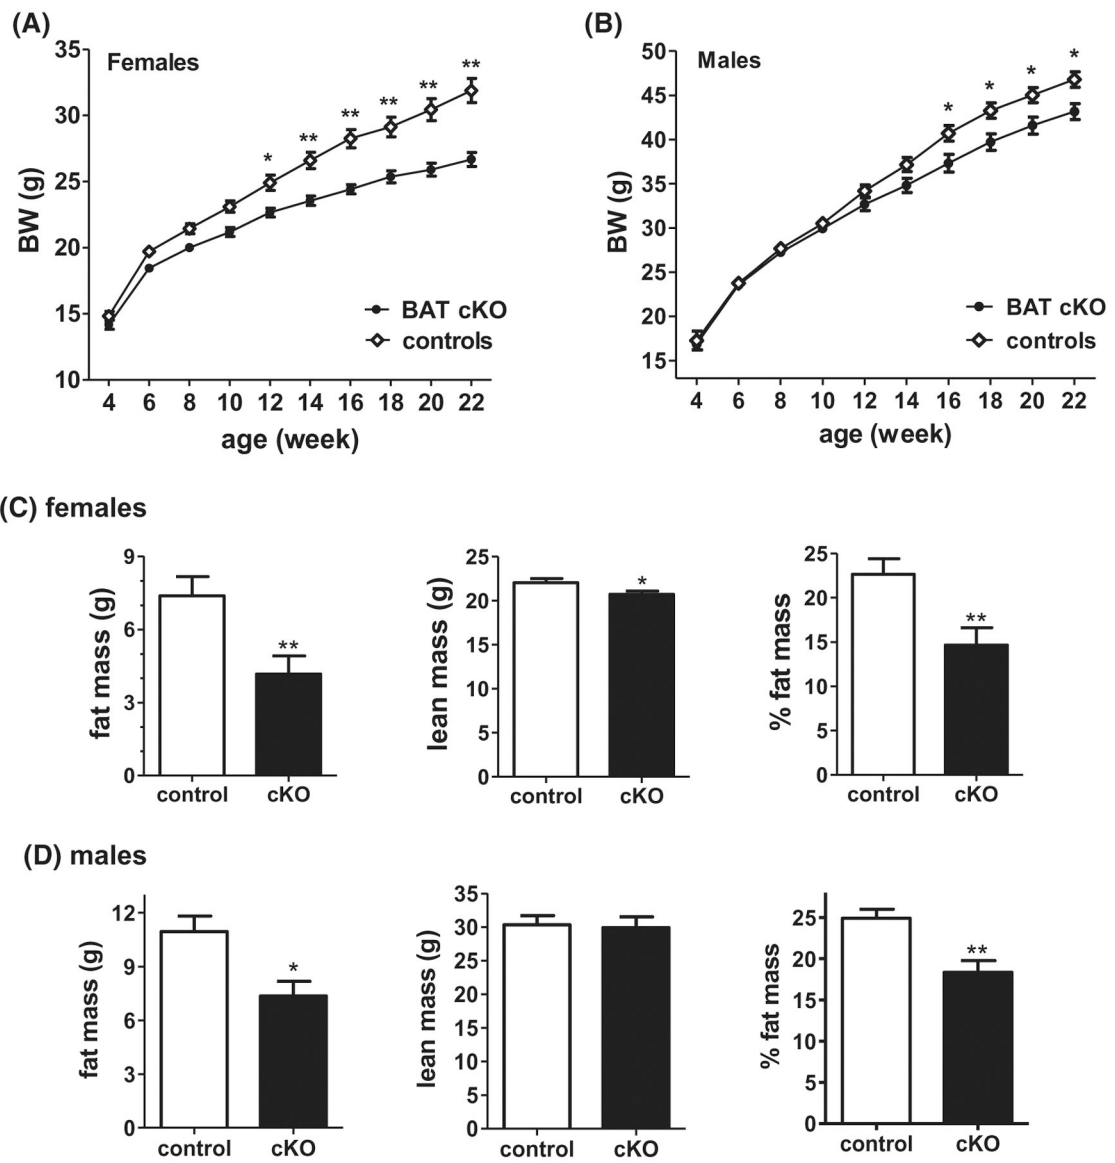 (A)
Females
35
30
25
20
15
10
BW (g)
*
**
**
**
**
**
BAT cKO
controls
4 6 8 10 12 14 16 18 20 22
age (week)
(B)
Males
50
45
40
35
30
25
20
15
BW (g)
*
*
*
*
BAT cKO
controls
4 6 8 10 12 14 16 18 20 22
age (week)
(C) females
9
6
3
0
fat mass (g)
**
control cKO
25
20
15
10
5
0
lean mass (g)
*
control cKO
25
20
15
10
5
0
% fat mass
**
control cKO
(D) males
12
9
6
3
0
fat mass (g)
*
control cKO
35
30
25
20
15
10
5
0
lean mass (g)
control cKO
25
20
15
10
5
0
% fat mass
**
control cKO